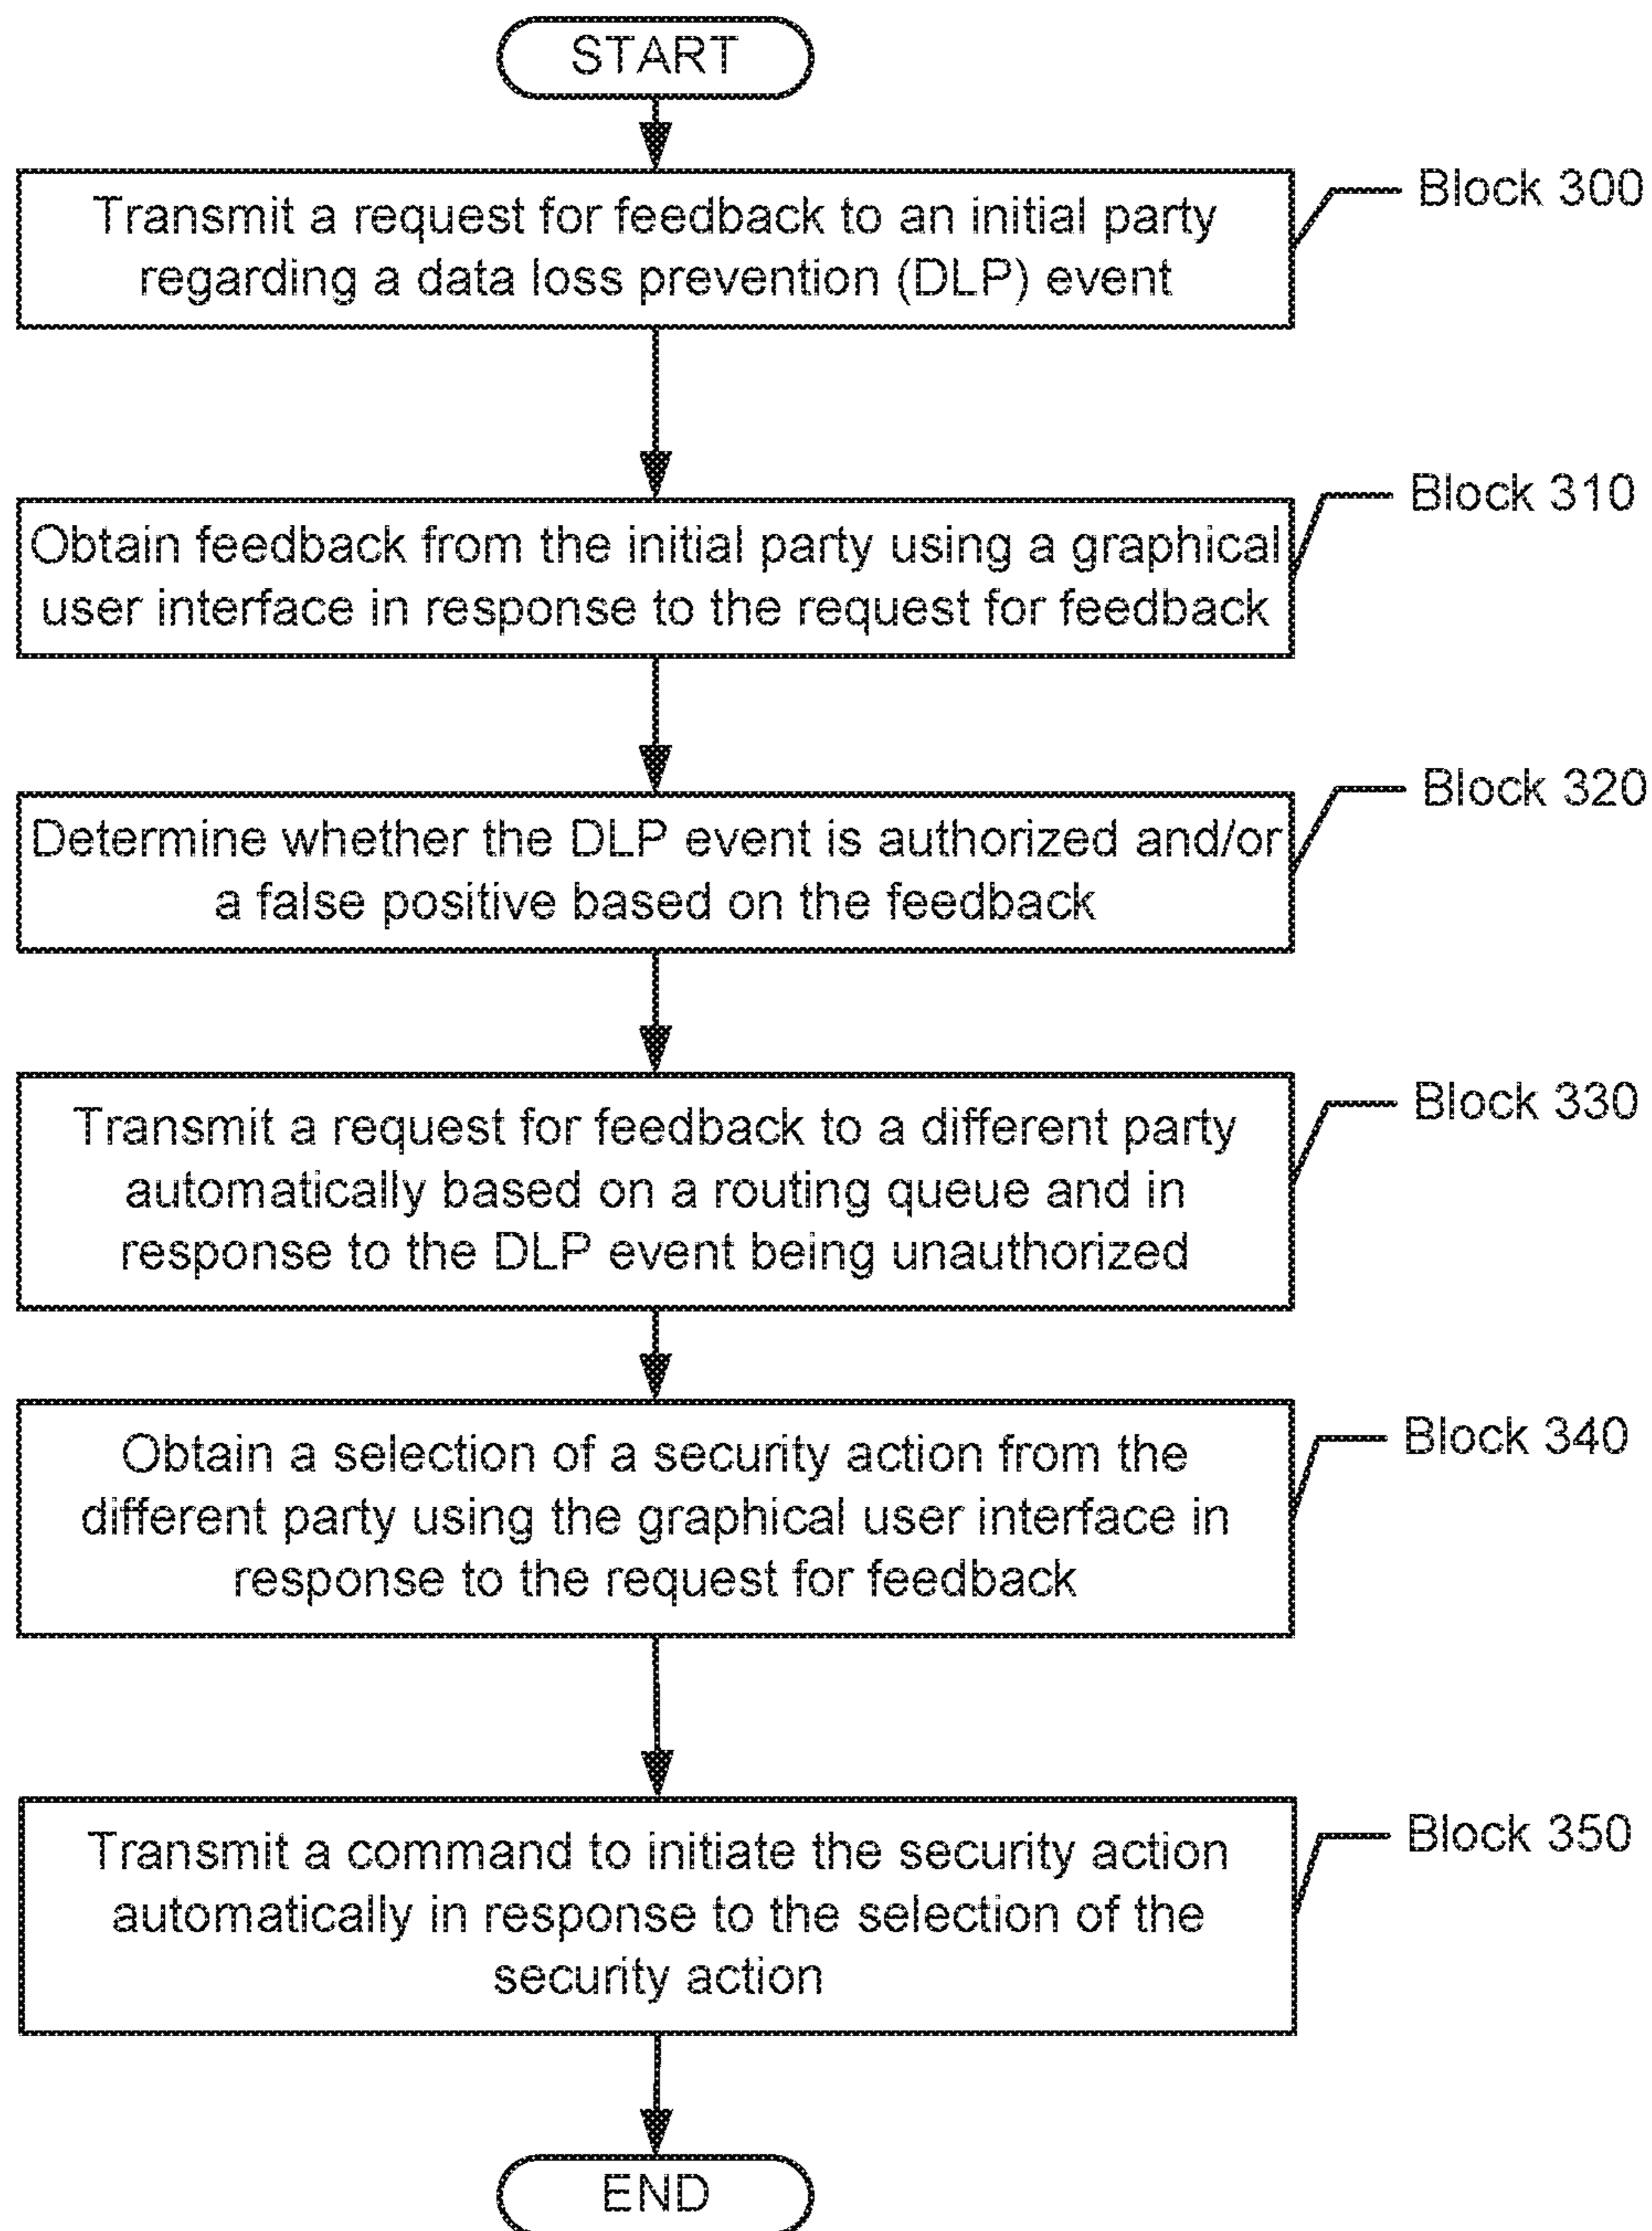 START
Transmit a request for feedback to an initial party
regarding a data loss prevention (DLP) event
Block 300
Obtain feedback from the initial party using a graphical
user interface in response to the request for feedback
Block 310
Determine whether the DLP event is authorized and/or
a false positive based on the feedback
Block 320
Transmit a request for feedback to a different party
automatically based on a routing queue and in
response to the DLP event being unauthorized
Block 330
Obtain a selection of a security action from the
different party using the graphical user interface in
response to the request for feedback
Block 340
Transmit a command to initiate the security action
automatically in response to the selection of the
security action
Block 350
END